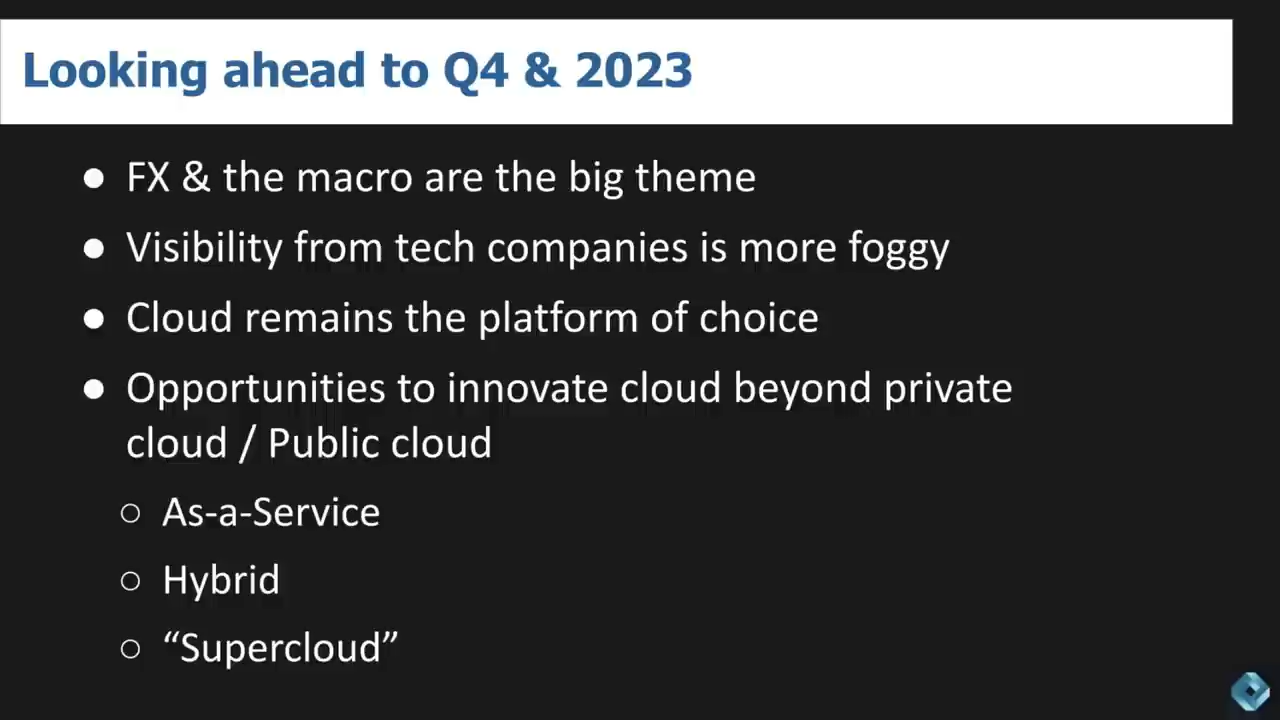 Looking ahead to Q4 & 2023
● FX & the macro are the big theme
● Visibility from tech companies is more foggy
● Cloud remains the platform of choice
● Opportunities to innovate cloud beyond private
cloud / Public cloud
○ As-a-Service
○ Hybrid
○ “Supercloud”